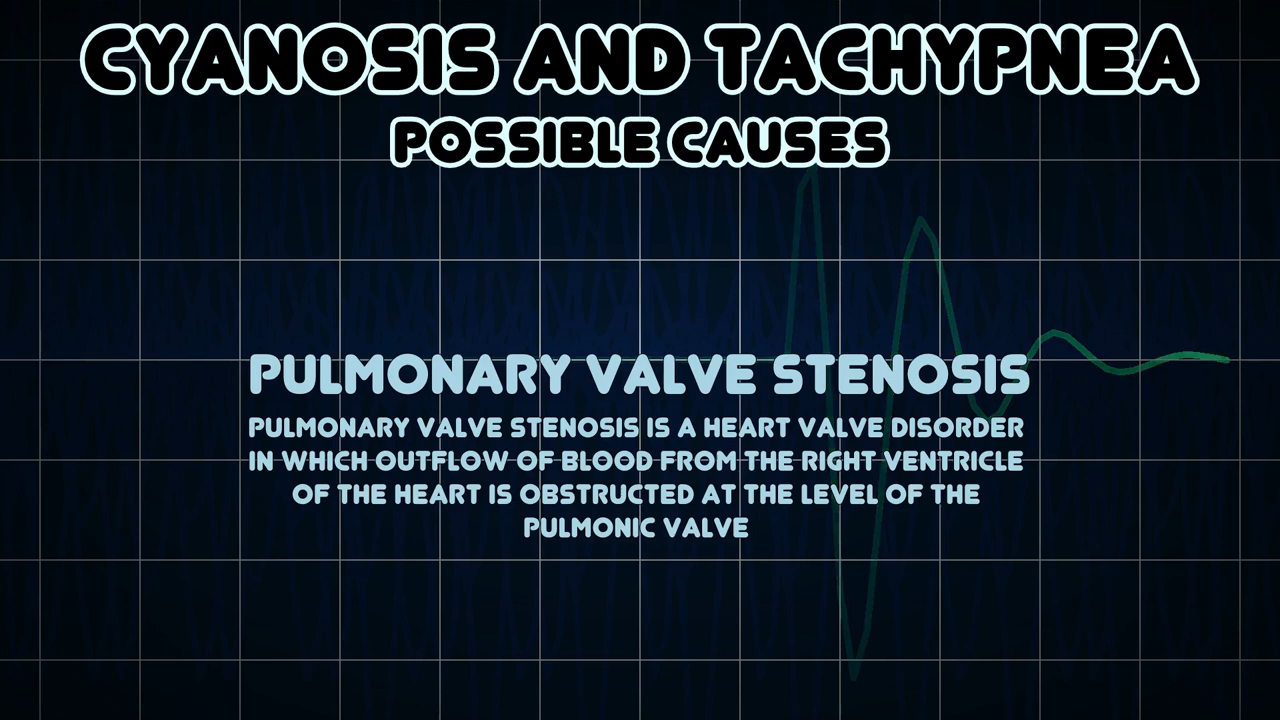 CYANOSIS AND TACHYPNEA
POSSIBLE CAUSES
PULMONARY VALVE STENOSIS
PULMONARY VALVE STENOSIS IS A HEART VALVE DISORDER
IN WHICH OUTFLOW OF BLOOD FROM THE RIGHT VENTRICLE
OF THE HEART IS OBSTRUCTED AT THE LEVEL OF THE
PULMONIC VALVE